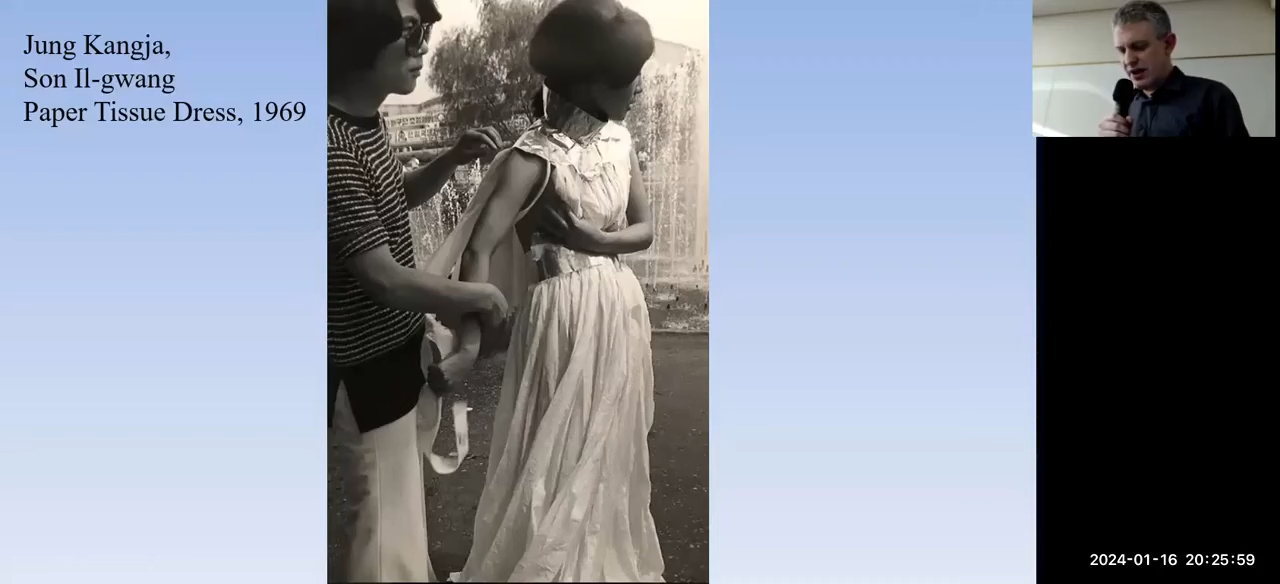 Jung Kangja,
Son Il-gwang
Paper Tissue Dress, 1969
2024-01-16 20:25:59